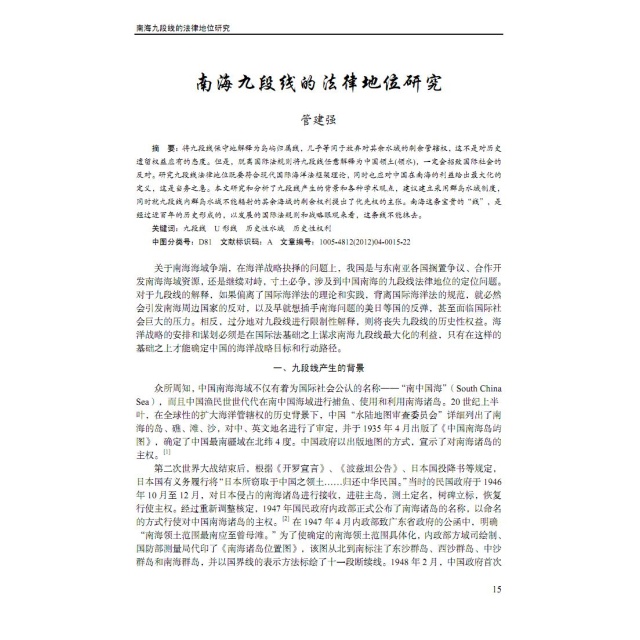 南海九段线的法律地位研究
南海九段线的法律地位研究
管建强
摘 要：将九段线保守地解释为岛屿归属线，几乎等同于放弃对其余水域的剩余管辖权，这不是对历史
遗留权益应有的态度。但是，脱离国际法规则将九段线任意解释为中国领土(领水)，一定会招致国际社会的
反对。研究九段线法律地位既要符合现代国际海洋法框架理论，同时也应对中国在南海的利益给出最大化的
定义，这是当务之急。本文研究和分析了九段线产生的背景和各种学术观点，建议建立采用群岛水域制度，
同时就九段线内群岛水域不能辐射的其余海域的剩余权利提出了优先权的主张。南海这条宝贵的“线”，是
经过近百年的历史形成的，以发展的国际法规则和战略眼观来看，这条线不能抹去。
关键词：九段线 U 形线 历史性水域 历史性权利
中图分类号：D81 文献标识码：A 文章编号：1005-4812(2012)04-0015-22
关于南海海域争端，在海洋战略抉择的问题上，我国是与东南亚各国搁置争议、合作开
发南海海域资源，还是继续对峙，寸土必争，涉及到中国南海的九段线法律地位的定位问题。
对于九段线的解释，如果偏离了国际海洋法的理论和实践，背离国际海洋法的规范，就必然
会引发南海周边国家的反对，以及早就想插手南海问题的美日等国的反弹，甚至面临国际社
会巨大的压力。相反，过分地对九段线进行限制性解释，则将丧失九段线的历史性权益。海
洋战略的安排和谋划必须是在国际法基础之上谋求南海九段线最大化的利益，只有在这样的
基础之上才能确定中国的海洋战略目标和行动路径。
一、九段线产生的背景
众所周知，中国南海海域不仅有着为国际社会公认的名称——“南中国海”（South China
Sea），而且中国渔民世世代代在南中国海域进行捕鱼、使用和利用南海诸岛。20 世纪上半
叶，在全球性的扩大海洋管辖权的历史背景下，中国“水陆地图审查委员会”详细列出了南
海的岛、礁、滩、沙，对中、英文地名进行了审定，并于 1935 年 4 月出版了《中国南海岛屿
图》，确定了中国最南疆域在北纬 4 度。中国政府以出版地图的方式，宣示了对南海诸岛的
主权。[1]
第二次世界大战结束后，根据《开罗宣言》、《波兹坦公告》、日本国投降书等规定，
日本国有义务履行将“日本所窃取于中国之领土……归还中华民国。”当时的民国政府于 1946
年 10 月至 12 月，对日本侵占的南海诸岛进行接收，进驻主岛，测土定名，树碑立标，恢复
行使主权。经过重新调整核定，1947 年国民政府内政部正式公布了南海诸岛的名称，以命名
的方式行使对中国南海诸岛的主权。[2] 在 1947 年 4 月内政部致广东省政府的公函中，明确
“南海领土范围最南应至曾母滩。”为了使确定的南海领土范围具体化，内政部方域司绘制、
国防部测量局代印了《南海诸岛位置图》，该图从北到南标注了东沙群岛、西沙群岛、中沙
群岛和南海群岛，并以国界线的表示方法标绘了十一段断续线。1948 年 2 月，中国政府首次
15